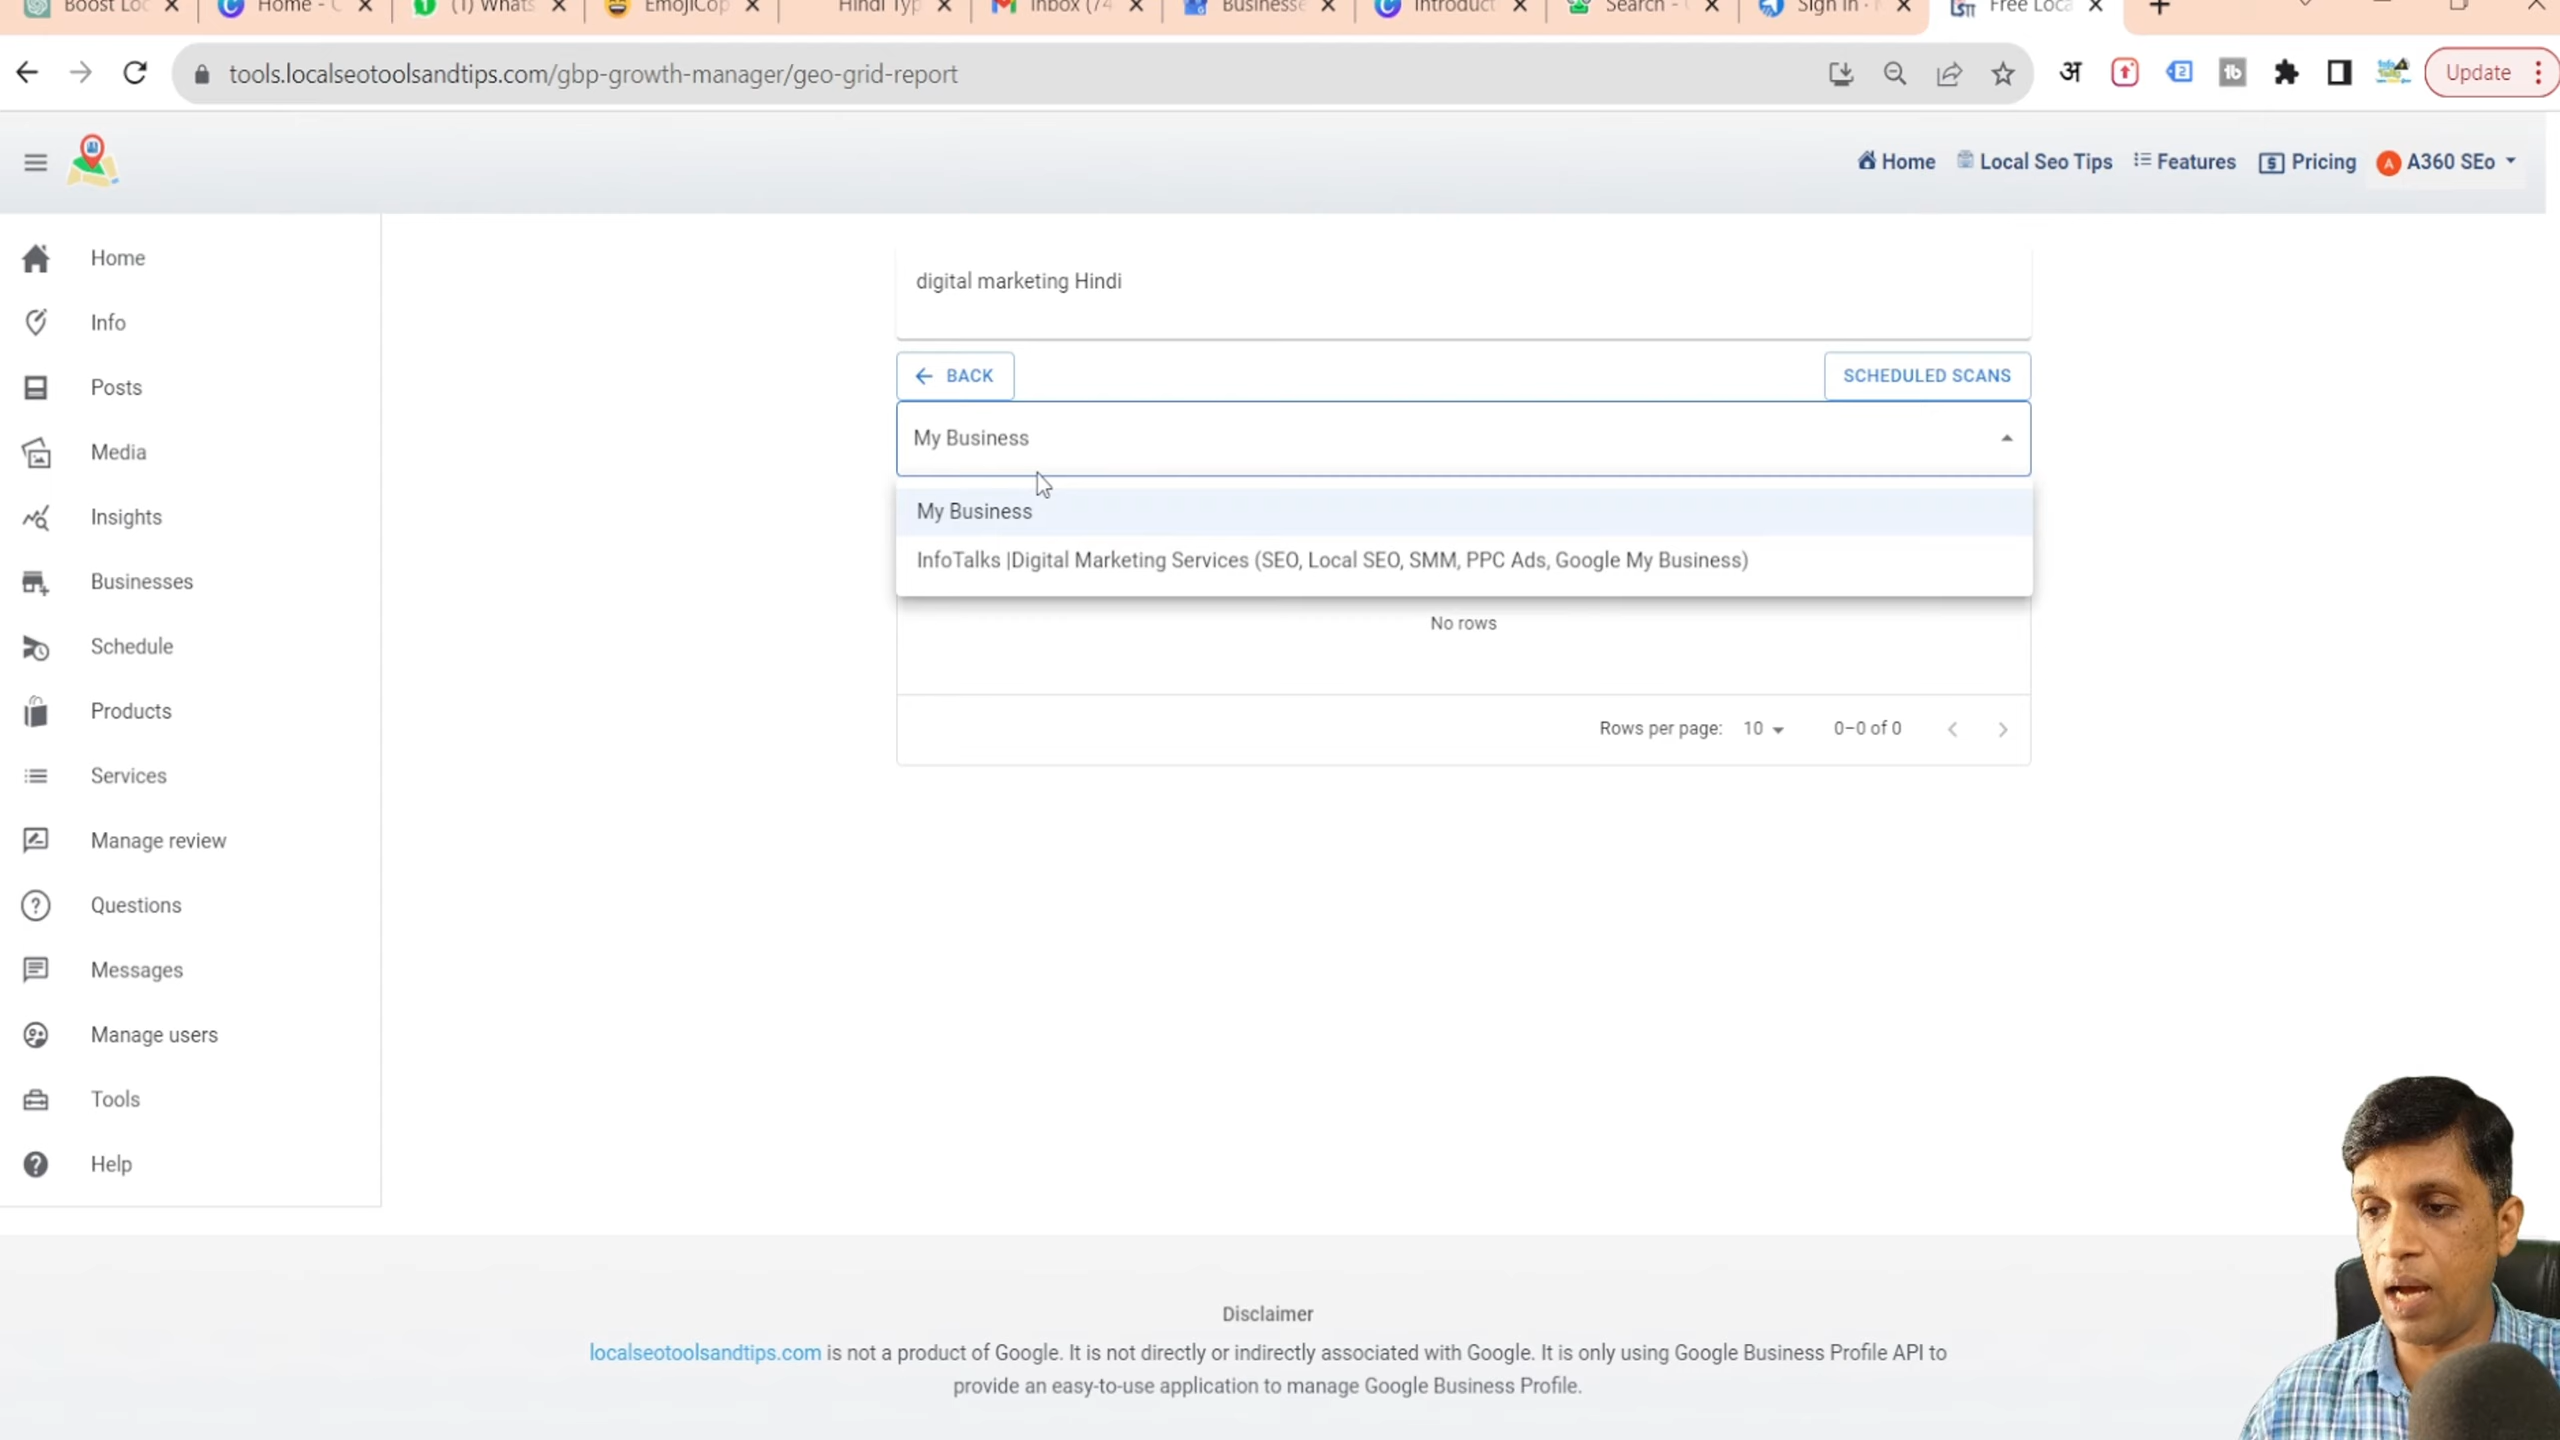 Boost Loc
Home - C
(1) Whats
EmojiCop
Hindi Typ
Inbox (74
Businesse
Introduct
Search -
Sign In -
Free Loca
tools.localseotoolsandtips.com/gbp-growth-manager/geo-grid-report
अ
2
tb
Update
Home
Local Seo Tips
Features
Pricing
A
A360 SEo
Home
Info
Posts
Media
Insights
Businesses
Schedule
Products
Services
Manage review
Questions
Messages
Manage users
Tools
Help
digital marketing Hindi
BACK
SCHEDULED SCANS
My Business
My Business
InfoTalks |Digital Marketing Services (SEO, Local SEO, SMM, PPC Ads, Google My Business)
No rows
Rows per page: 10
0–0 of 0
Disclaimer
localseotoolsandtips.com is not a product of Google. It is not directly or indirectly associated with Google. It is only using Google Business Profile API to
provide an easy-to-use application to manage Google Business Profile.